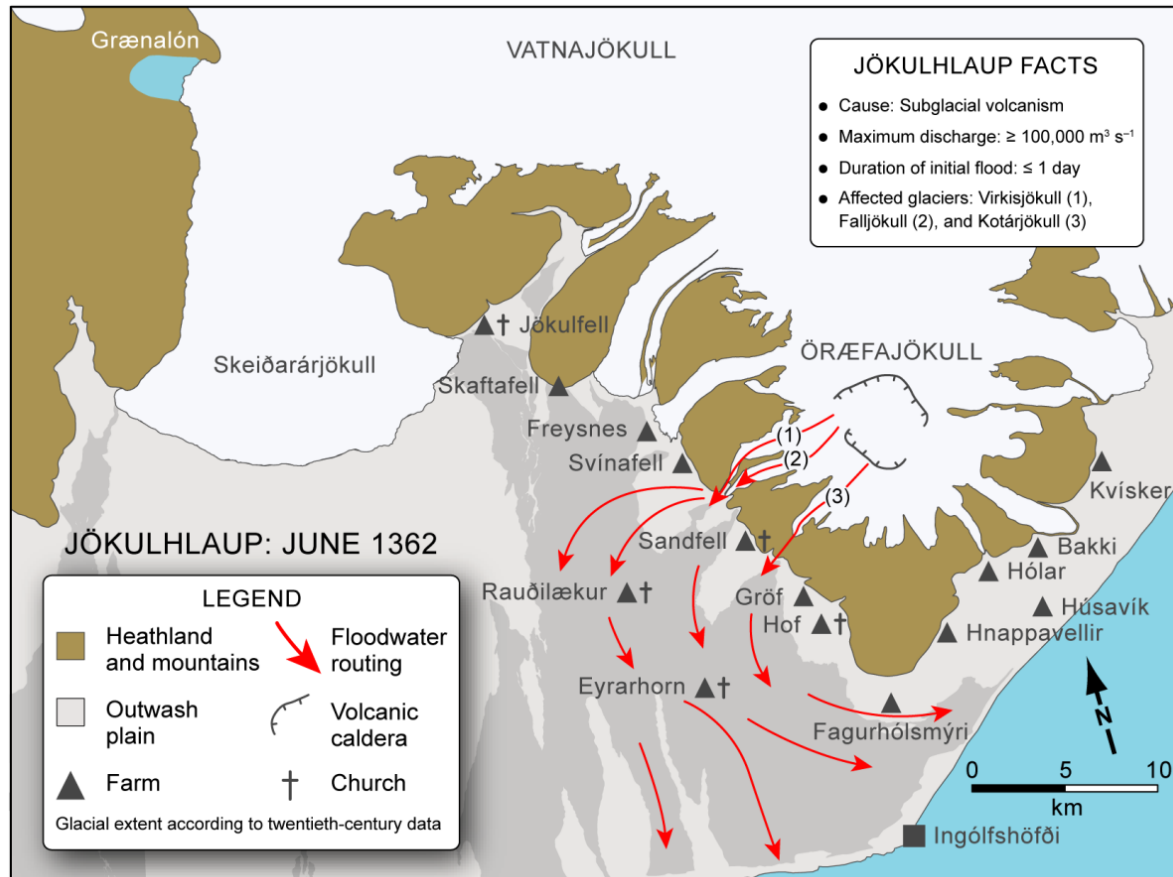 Grænalón
VATNAJÖKULL
JÖKULHLAUP FACTS
● Cause: Subglacial volcanism
● Maximum discharge: ≥ 100,000 m³ s⁻¹
● Duration of initial flood: ≤ 1 day
● Affected glaciers: Virkisjökull (1),
Falljökull (2), and Kotárjökull (3)
Jökulfell
Skeiðarárjökull
ÖRÆFAJÖKULL
Skaftafell
Freysnes
(1)
(2)
Svínafell
Kvísker
(3)
Sandfell
Bakki
Hólar
Rauðilækur
Gröf
Húsavík
Hof
Hnappavellir
Eyrarhorn
Fagurhólsmýri
N
0 5 10
km
Ingólfshöfði
JÖKULHLAUP: JUNE 1362
LEGEND
Heathland
and mountains
Floodwater
routing
Outwash
plain
Volcanic
caldera
Farm
Church
Glacial extent according to twentieth-century data